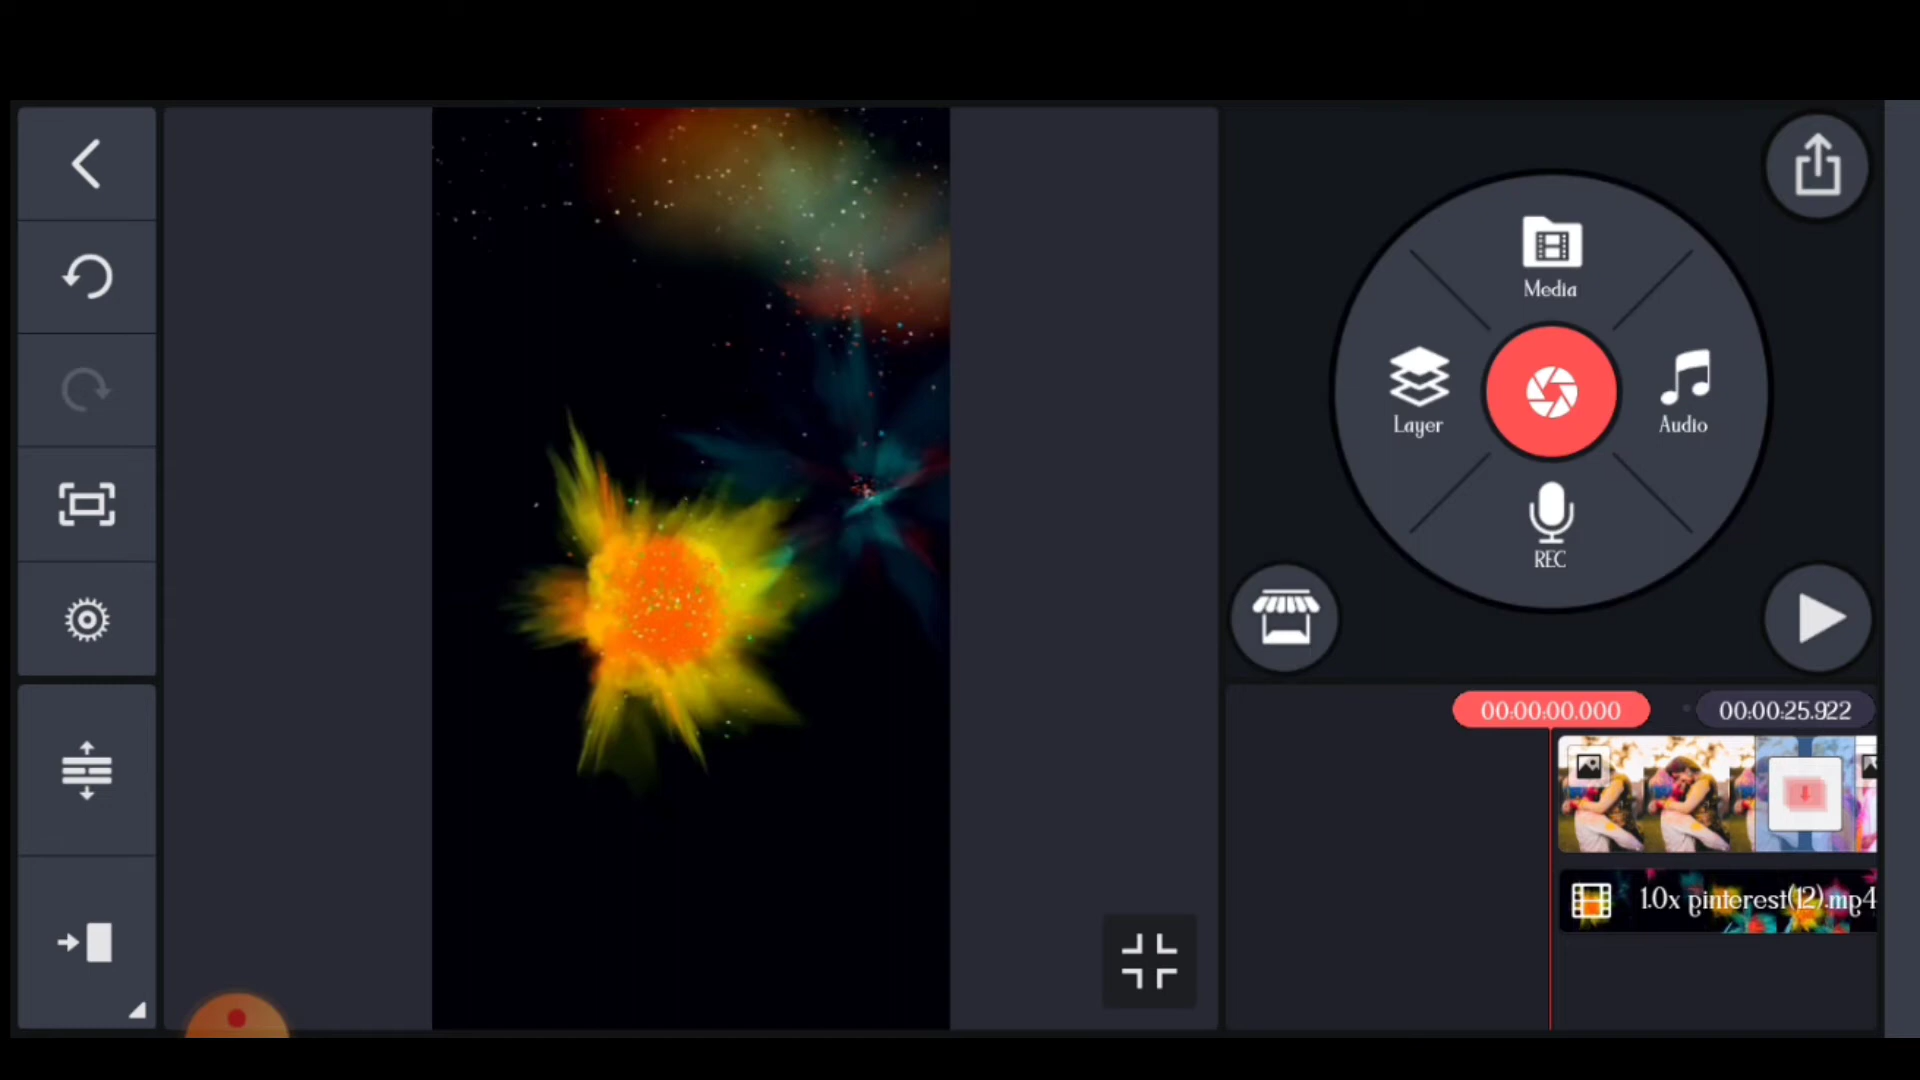 Media
Layer
Audio
REC
00:00:00.000
00:00:25.922
1.0x pinterest(12).mp4